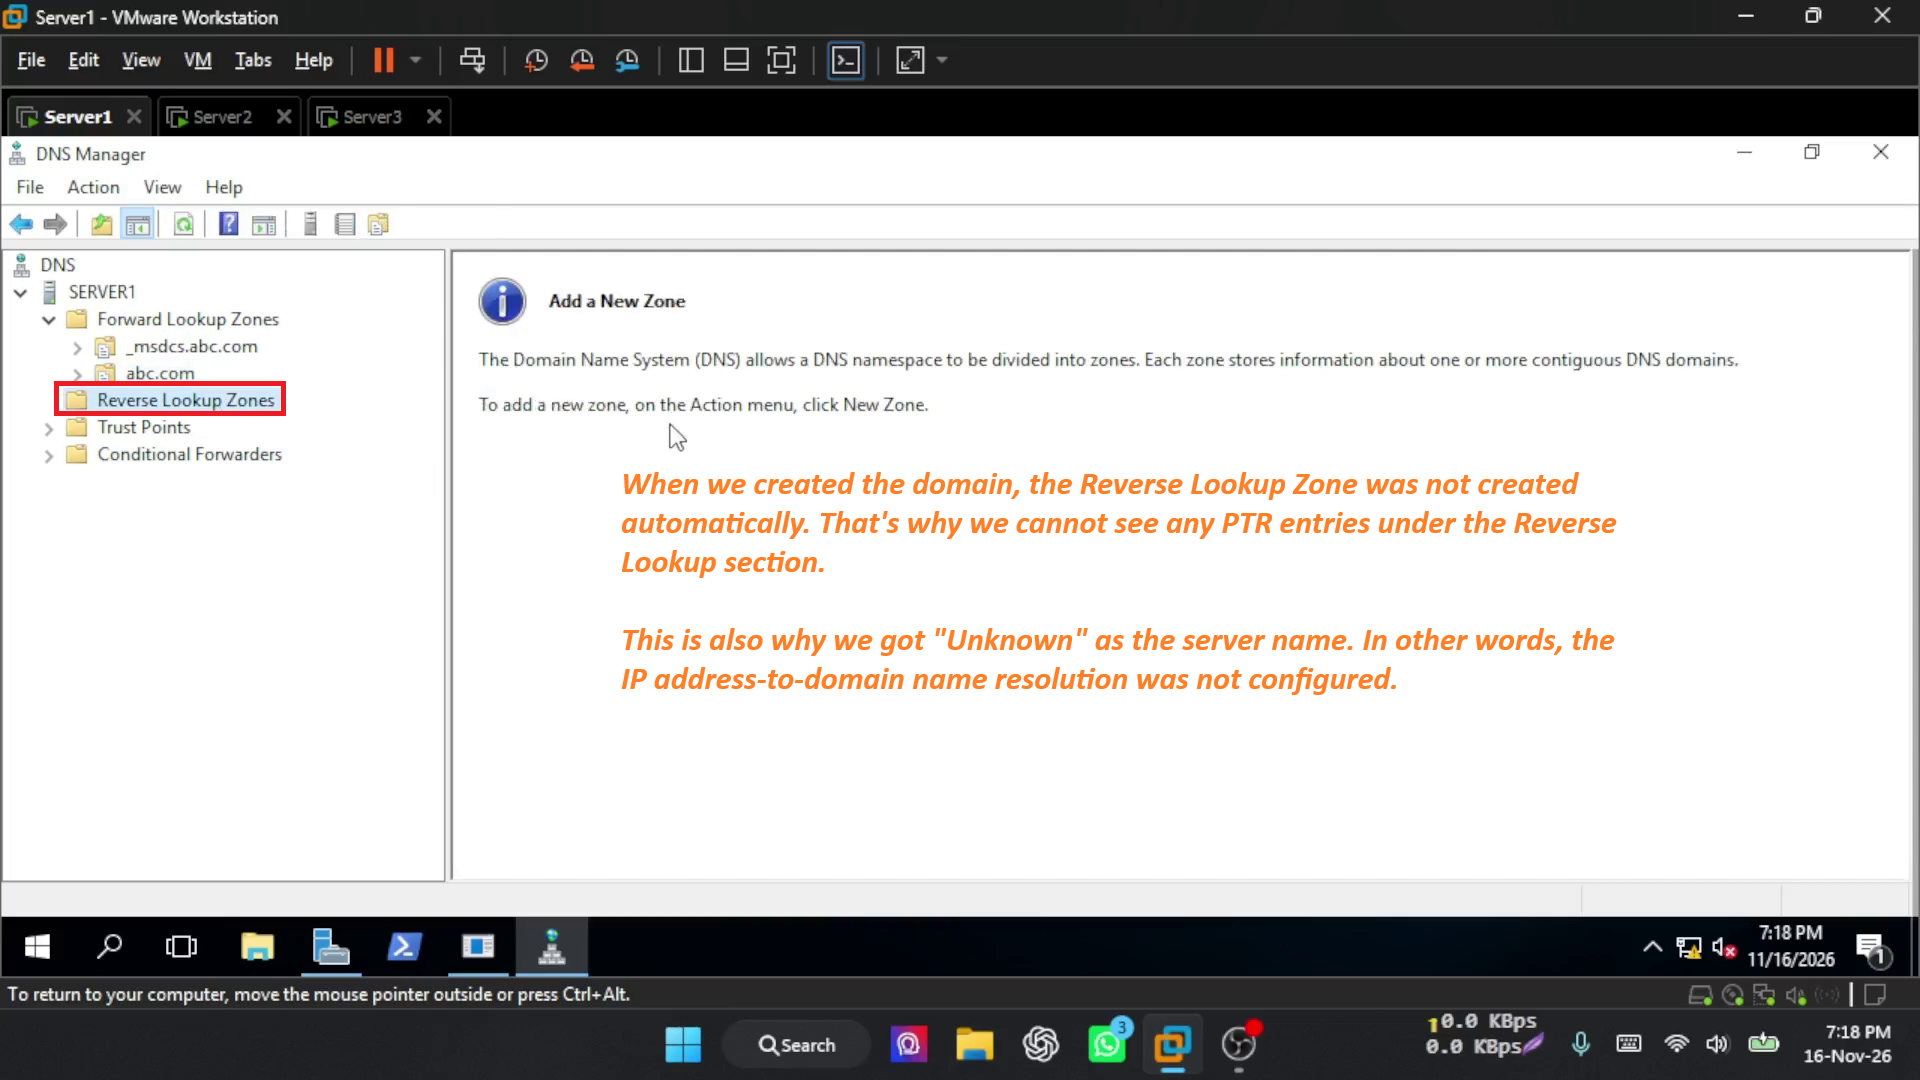 Server1 - VMware Workstation
File Edit View VM Tabs Help
Server1 Server2 Server3
DNS Manager
File Action View Help
DNS
SERVER1
Forward Lookup Zones
_msdcs.abc.com
abc.com
Reverse Lookup Zones
Trust Points
Conditional Forwarders
Add a New Zone
The Domain Name System (DNS) allows a DNS namespace to be divided into zones. Each zone stores information about one or more contiguous DNS domains.
To add a new zone, on the Action menu, click New Zone.
When we created the domain, the Reverse Lookup Zone was not created
automatically. That's why we cannot see any PTR entries under the Reverse
Lookup section.
This is also why we got "Unknown" as the server name. In other words, the
IP address-to-domain name resolution was not configured.
7:18 PM
11/16/2026
1
To return to your computer, move the mouse pointer outside or press Ctrl+Alt.
Search
3
0.0 KBps
0.0 KBps
7:18 PM
16-Nov-26